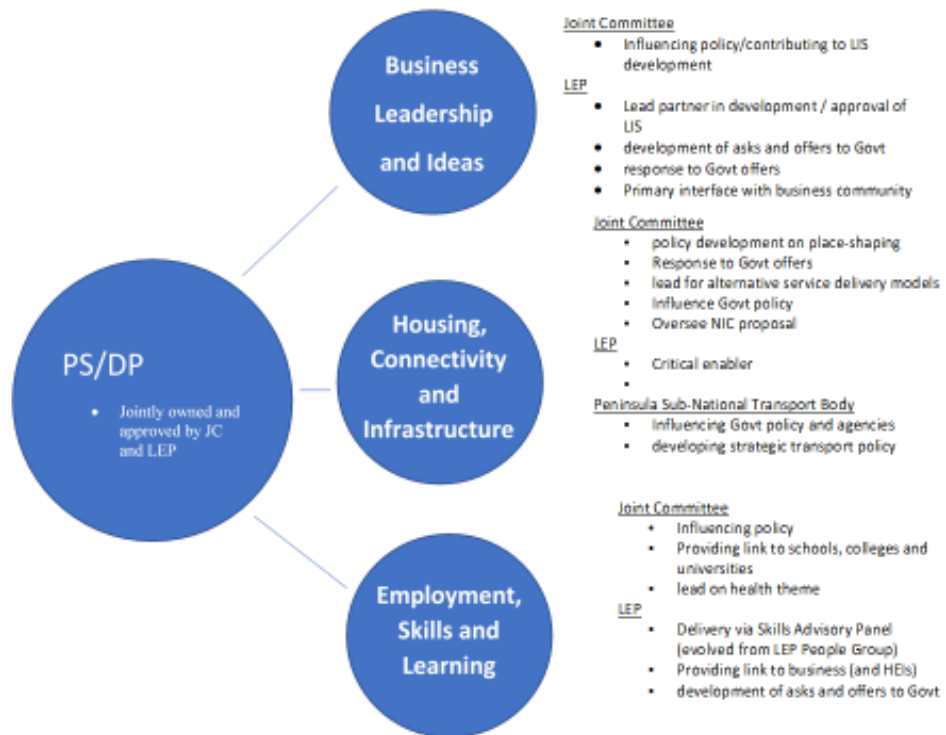 Business
Leadership
and Ideas
Joint Committee
• Influencing policy/contributing to LIS
development
LEP
• Lead partner in development / approval of
LIS
• development of asks and offers to Govt
• response to Govt offers
• Primary interface with business community
PS/DP
• Jointly owned and
approved by JC
and LEP
Housing,
Connectivity
and
Infrastructure
Joint Committee
▪ policy development on place-shaping
▪ Response to Govt offers
▪ lead for alternative service delivery models
▪ Influence Govt policy
▪ Oversee NIC proposal
LEP
▪ Critical enabler
▪
Peninsula Sub-National Transport Body
▪ Influencing Govt policy and agencies
▪ developing strategic transport policy
Employment,
Skills and
Learning
Joint Committee
▪ Influencing policy
▪ Providing link to schools, colleges and
universities
▪ lead on health theme
LEP
▪ Delivery via Skills Advisory Panel
(evolved from LEP People Group)
▪ Providing link to business (and HEIs)
▪ development of asks and offers to Govt